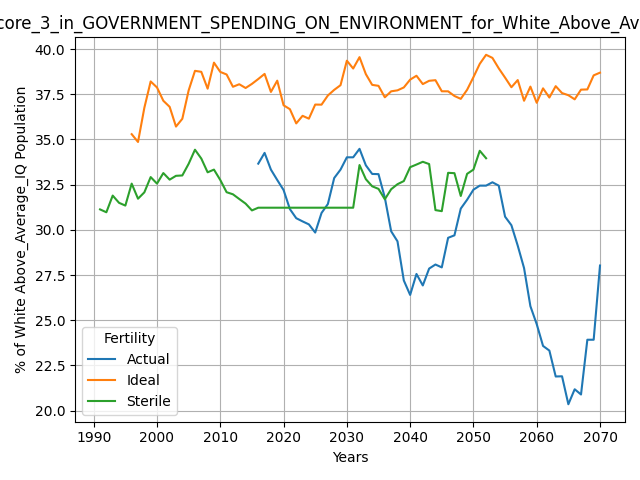 core_3_in_GOVERNMENT_SPENDING_ON_ENVIRONMENT_for_White_Above_Av
40.0
37.5
35.0
32.5
30.0
27.5
25.0
22.5
20.0
% of White Above_Average_IQ Population
Fertility
Actual
Ideal
Sterile
1990 2000 2010 2020 2030 2040 2050 2060 2070
Years